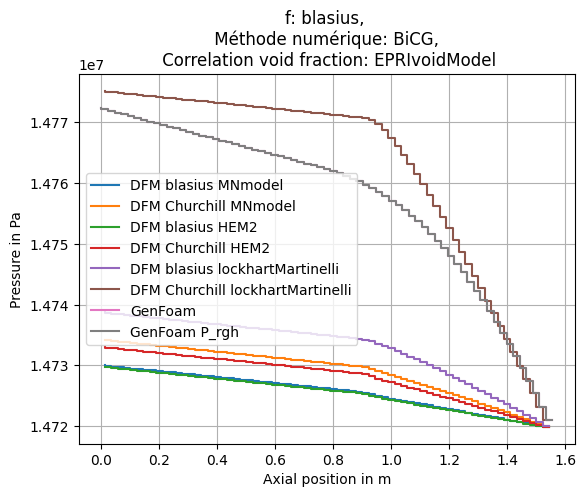 f: blasius,
Méthode numérique: BiCG,
Correlation void fraction: EPRIvoidModel
1e7
1.477
1.476
1.475
1.474
1.473
1.472
Pressure in Pa
DFM blasius MNmodel
DFM Churchill MNmodel
DFM blasius HEM2
DFM Churchill HEM2
DFM blasius lockhartMartinelli
DFM Churchill lockhartMartinelli
GenFoam
GenFoam P_rgh
0.0 0.2 0.4 0.6 0.8 1.0 1.2 1.4 1.6
Axial position in m